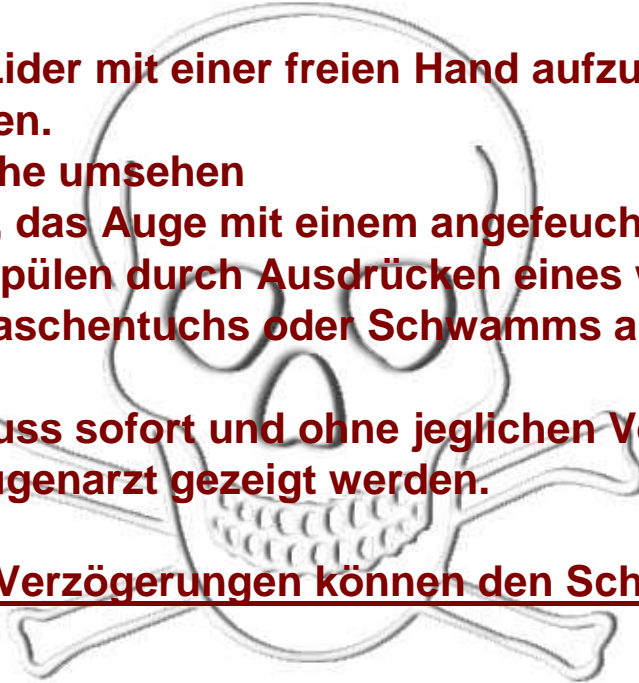 Lider mit einer freien Hand aufzu
en.
he umsehen
, das Auge mit einem angefeuch
pülen durch Ausdrücken eines v
aschentuchs oder Schwamms a
uss sofort und ohne jeglichen Ve
ugenarzt gezeigt werden.
Verzögerungen können den Sch